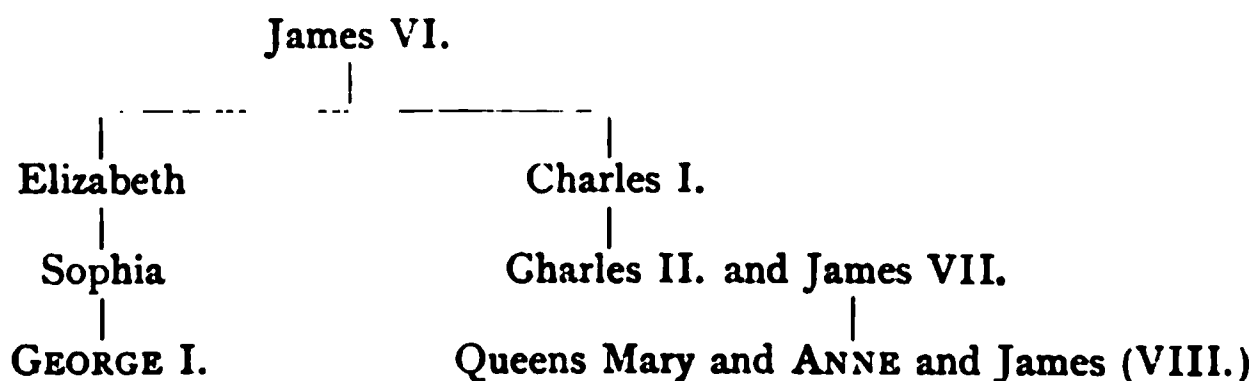 James VI.
Elizabeth Charles I.
Sophia Charles II. and James VII.
GEORGE I. Queens Mary and ANNE and James (VIII.)